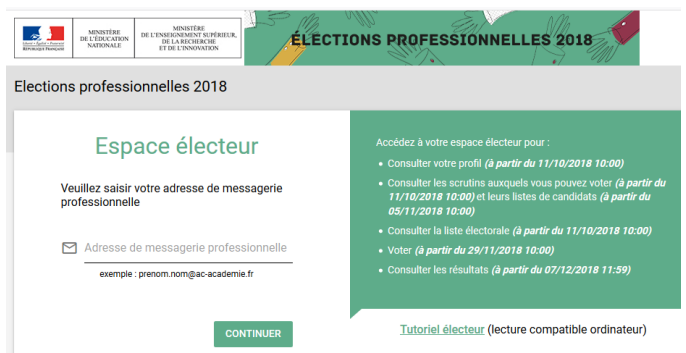 Liberté • Égalité • Fraternité
RÉPUBLIQUE FRANÇAISE
MINISTÈRE
DE L'ÉDUCATION
NATIONALE
MINISTÈRE
DE L'ENSEIGNEMENT SUPÉRIEUR,
DE LA RECHERCHE
ET DE L'INNOVATION
ÉLECTIONS PROFESSIONNELLES 2018
Elections professionnelles 2018
Espace électeur
Veuillez saisir votre adresse de messagerie
professionnelle
Adresse de messagerie professionnelle
exemple : prenom.nom@ac-academie.fr
CONTINUER
Accédez à votre espace électeur pour :
• Consulter votre profil (à partir du 11/10/2018 10:00)
• Consulter les scrutins auxquels vous pouvez voter (à partir du
11/10/2018 10:00) et leurs listes de candidats (à partir du
05/11/2018 10:00)
• Consulter la liste électorale (à partir du 11/10/2018 10:00)
• Voter (à partir du 29/11/2018 10:00)
• Consulter les résultats (à partir du 07/12/2018 11:59)
Tutoriel électeur (lecture compatible ordinateur)